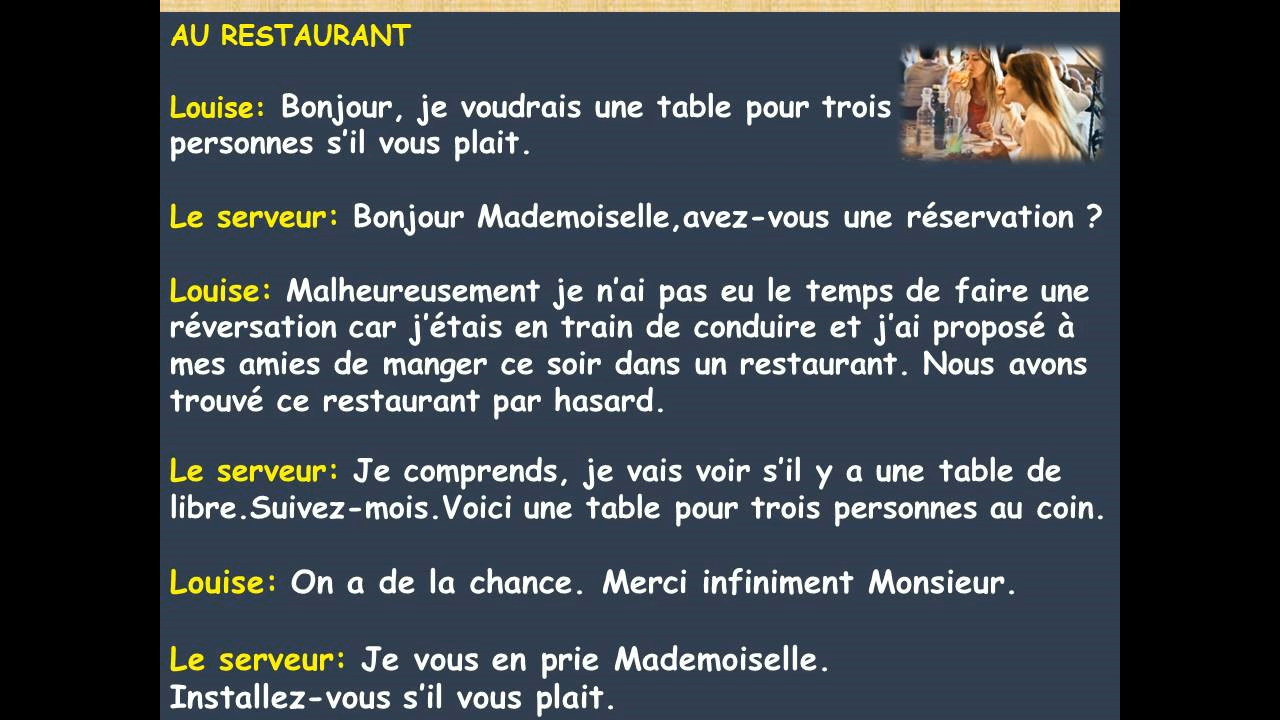 AU RESTAURANT
Louise: Bonjour, je voudrais une table pour trois
personnes s'il vous plait.
Le serveur: Bonjour Mademoiselle,avez-vous une réservation ?
Louise: Malheureusement je n'ai pas eu le temps de faire une
réversation car j'étais en train de conduire et j'ai proposé à
mes amies de manger ce soir dans un restaurant. Nous avons
trouvé ce restaurant par hasard.
Le serveur: Je comprends, je vais voir s'il y a une table de
libre.Suivez-mois.Voici une table pour trois personnes au coin.
Louise: On a de la chance. Merci infiniment Monsieur.
Le serveur: Je vous en prie Mademoiselle.
Installez-vous s'il vous plait.